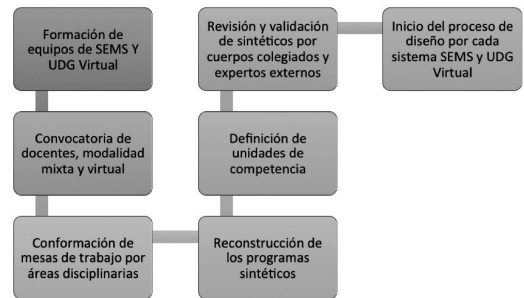 Formación de
equipos de SEMS Y
UDG Virtual
Convocatoria de
docentes, modalidad
mixta y virtual
Conformación de
mesas de trabajo por
áreas disciplinarias
Reconstrucción de
los programas
sintéticos
Definición de
unidades de
competencia
Revisión y validación
de sintéticos por
cuerpos colegiados y
expertos externos
Inicio del proceso de
diseño por cada
sistema SEMS y UDG
Virtual